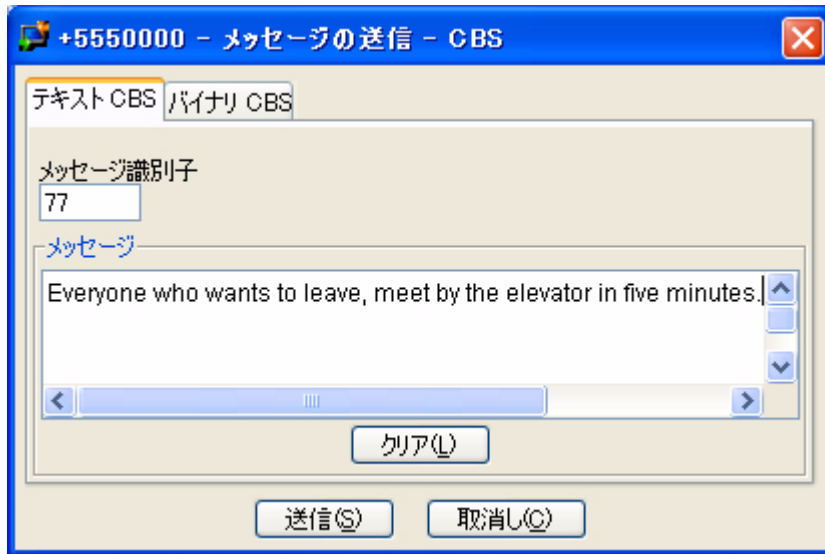 +5550000 - メッセージの送信 - CBS
テキスト CBS バイナリ CBS
メッセージ識別子
77
メッセージ
Everyone who wants to leave, meet by the elevator in five minutes.
クリア(L)
送信(S) 取消し(C)